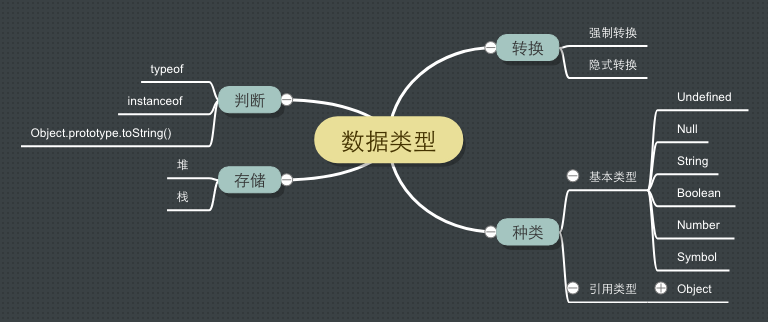 数据类型
转换
强制转换
隐式转换
种类
基本类型
Undefined
Null
String
Boolean
Number
Symbol
引用类型
Object
判断
typeof
instanceof
Object.prototype.toString()
存储
堆
栈